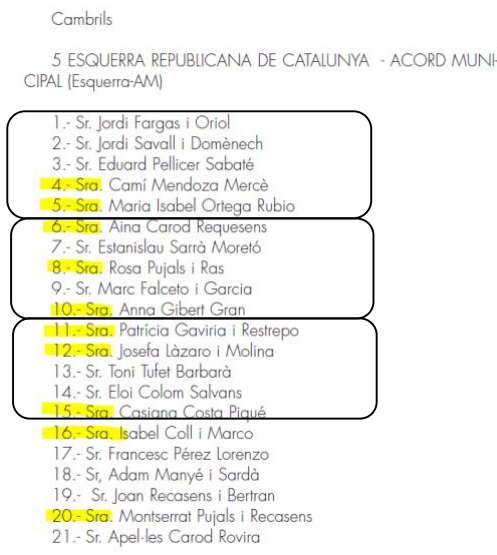 Cambrils
5 ESQUERRA REPUBLICANA DE CATALUNYA - ACORD MUNI-
CIPAL (Esquerra-AM)
1.- Sr. Jordi Fargas i Oriol
2.- Sr. Jordi Savall i Domènech
3.- Sr. Eduard Pellicer Sabaté
4.- Sra. Camí Mendoza Mercè
5.- Sra. Maria Isabel Ortega Rubio
6.- Sra. Aina Carod Requesens
7.- Sr. Estanislau Sarrà Moretó
8.- Sra. Rosa Pujals i Ras
9.- Sr. Marc Falceto i Garcia
10.- Sra. Anna Gibert Gran
11.- Sra. Patrícia Gaviria i Restrepo
12.- Sra. Josefa Làzaro i Molina
13.- Sr. Toni Tufet Barbarà
14.- Sr. Eloi Colom Salvans
15.- Sra. Casiana Costa Piqué
16.- Sra. Isabel Coll i Marco
17.- Sr. Francesc Pérez Lorenzo
18.- Sr, Adam Manyé i Sardà
19.- Sr. Joan Recasens i Bertran
20.- Sra. Montserrat Pujals i Recasens
21.- Sr. Apel·les Carod Rovira